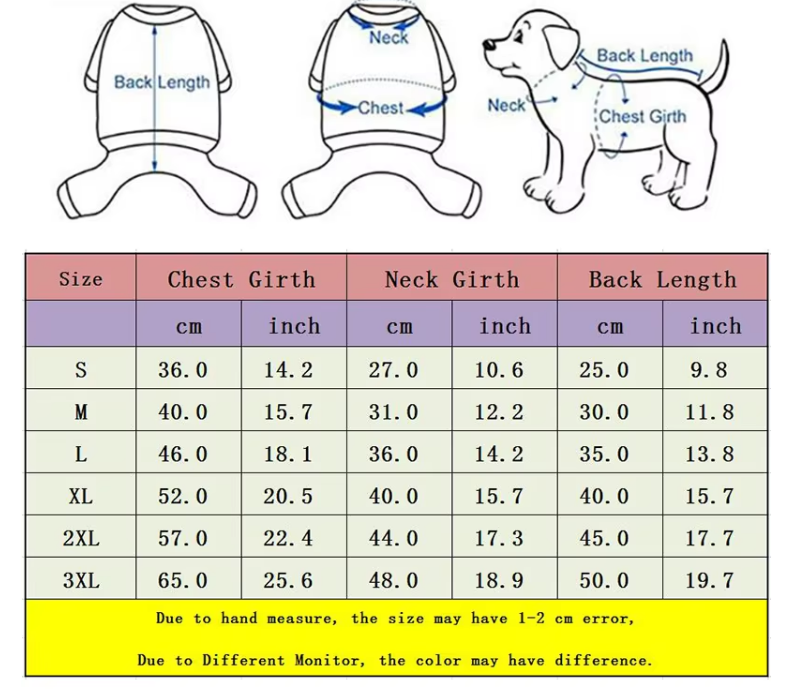 Back Length
Neck
Chest
Back Length
Neck
Chest Girth
Size Chest Girth Neck Girth Back Length
cm inch cm inch cm inch
S 36.0 14.2 27.0 10.6 25.0 9.8
M 40.0 15.7 31.0 12.2 30.0 11.8
L 46.0 18.1 36.0 14.2 35.0 13.8
XL 52.0 20.5 40.0 15.7 40.0 15.7
2XL 57.0 22.4 44.0 17.3 45.0 17.7
3XL 65.0 25.6 48.0 18.9 50.0 19.7
Due to hand measure, the size may have 1-2 cm error,
Due to Different Monitor, the color may have difference.